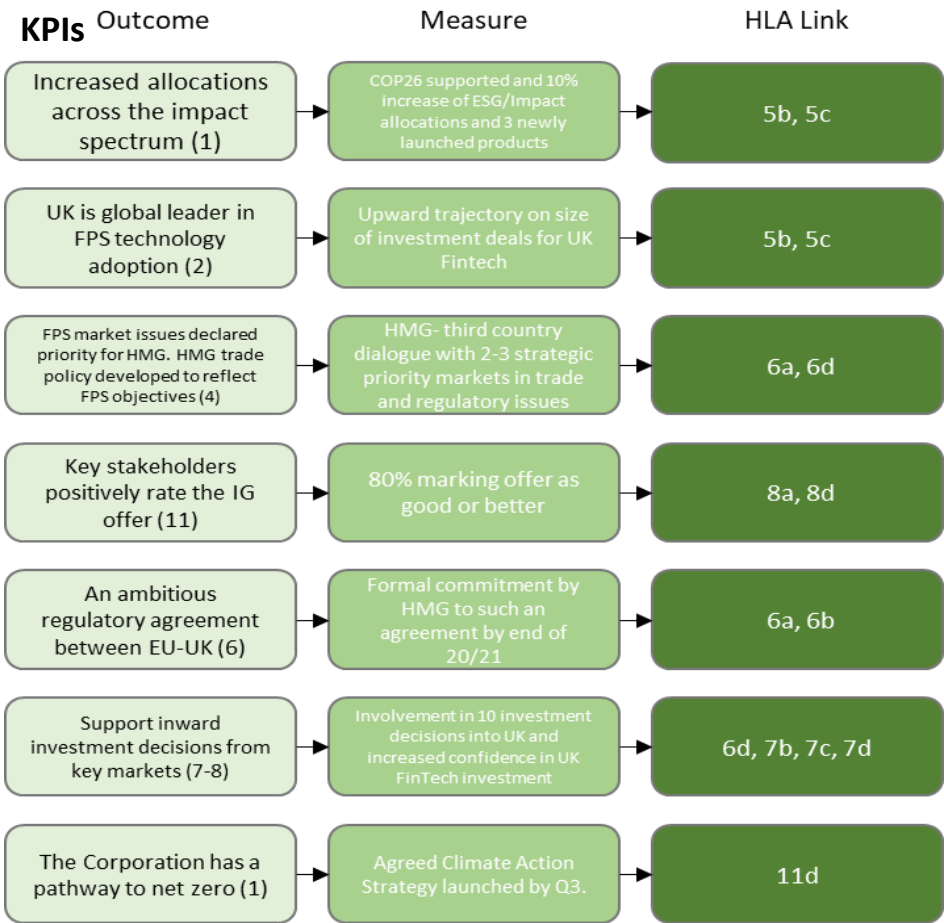 KPIs Outcome Measure HLA Link
Increased allocations
across the impact
spectrum (1)
COP26 supported and 10%
increase of ESG/Impact
allocations and 3 newly
launched products
5b, 5c
UK is global leader in
FPS technology
adoption (2)
Upward trajectory on size
of investment deals for UK
Fintech
5b, 5c
FPS market issues declared
priority for HMG. HMG trade
policy developed to reflect
FPS objectives (4)
HMG- third country
dialogue with 2-3 strategic
priority markets in trade
and regulatory issues
6a, 6d
Key stakeholders
positively rate the IG
offer (11)
80% marking offer as
good or better
8a, 8d
An ambitious
regulatory agreement
between EU-UK (6)
Formal commitment by
HMG to such an
agreement by end of
20/21
6a, 6b
Support inward
investment decisions from
key markets (7-8)
Involvement in 10 investment
decisions into UK and
increased confidence in UK
FinTech investment
6d, 7b, 7c, 7d
The Corporation has a
pathway to net zero (1)
Agreed Climate Action
Strategy launched by Q3.
11d